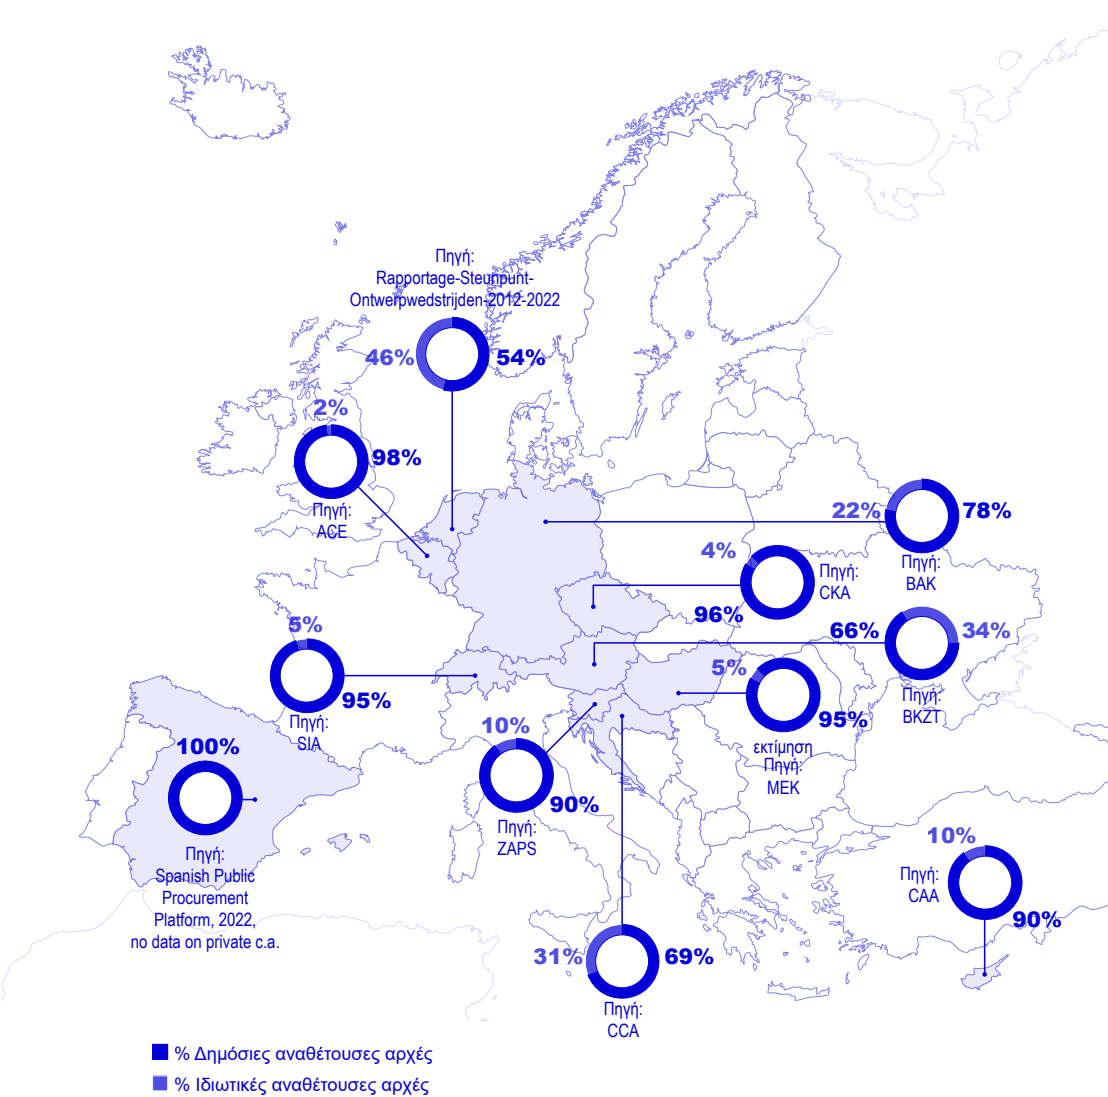 Πηγή:
Rapportage-Steunpunt-
Ontwerpwedstrijden-2012-2022
46%
54%
2%
98%
Πηγή:
ACE
22%
78%
Πηγή:
BAK
4%
96%
Πηγή:
CKA
66%
34%
Πηγή:
BKZT
5%
95%
Πηγή:
SIA
5%
95%
εκτίμηση
Πηγή:
MEK
100%
Πηγή:
Spanish Public
Procurement
Platform, 2022,
no data on private c.a.
10%
90%
Πηγή:
ZAPS
10%
90%
Πηγή:
CAA
31%
69%
Πηγή:
CCA
% Δημόσιες αναθέτουσες αρχές
% Ιδιωτικές αναθέτουσες αρχές